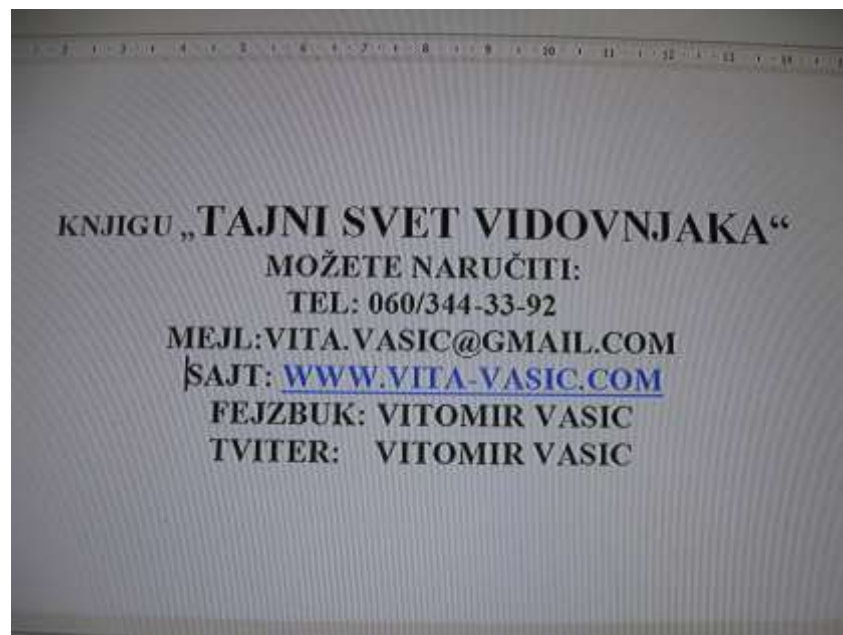 KNJIGU „TAJNI SVET VIDOVNJAKA“
MOŽETE NARUČITI:
TEL: 060/344-33-92
MEJL:VITA.VASIC@GMAIL.COM
SAJT: WWW.VITA-VASIC.COM
FEJZBUK: VITOMIR VASIC
TVITER: VITOMIR VASIC